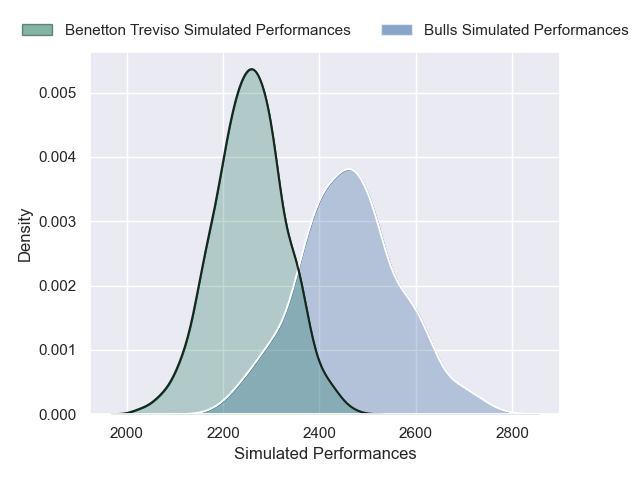 Benetton Treviso Simulated Performances
Bulls Simulated Performances
0.005
0.004
0.003
0.002
0.001
0.000
Density
2000
2200
2400
2600
2800
Simulated Performances